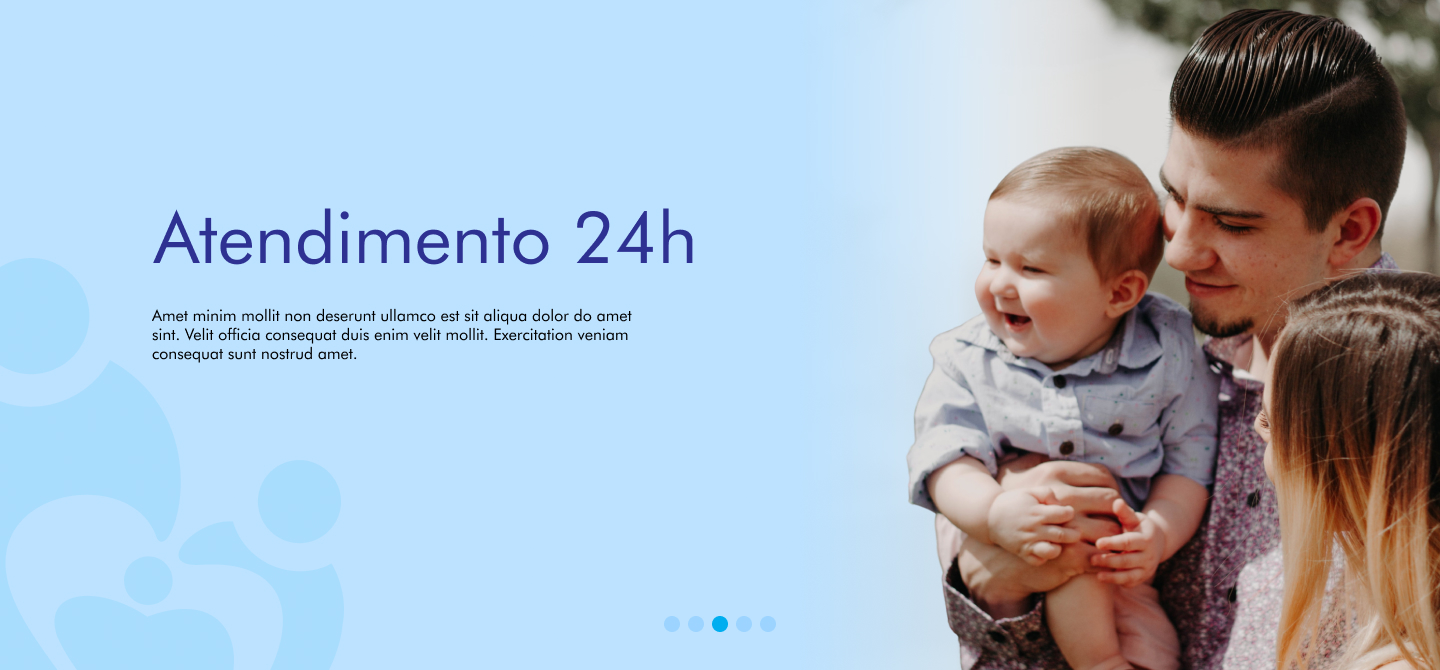 Atendimento 24h
Amet minim mollit non deserunt ullamco est sit aliqua dolor do amet
sint. Velit officia consequat duis enim velit mollit. Exercitation veniam
consequat sunt nostrud amet.